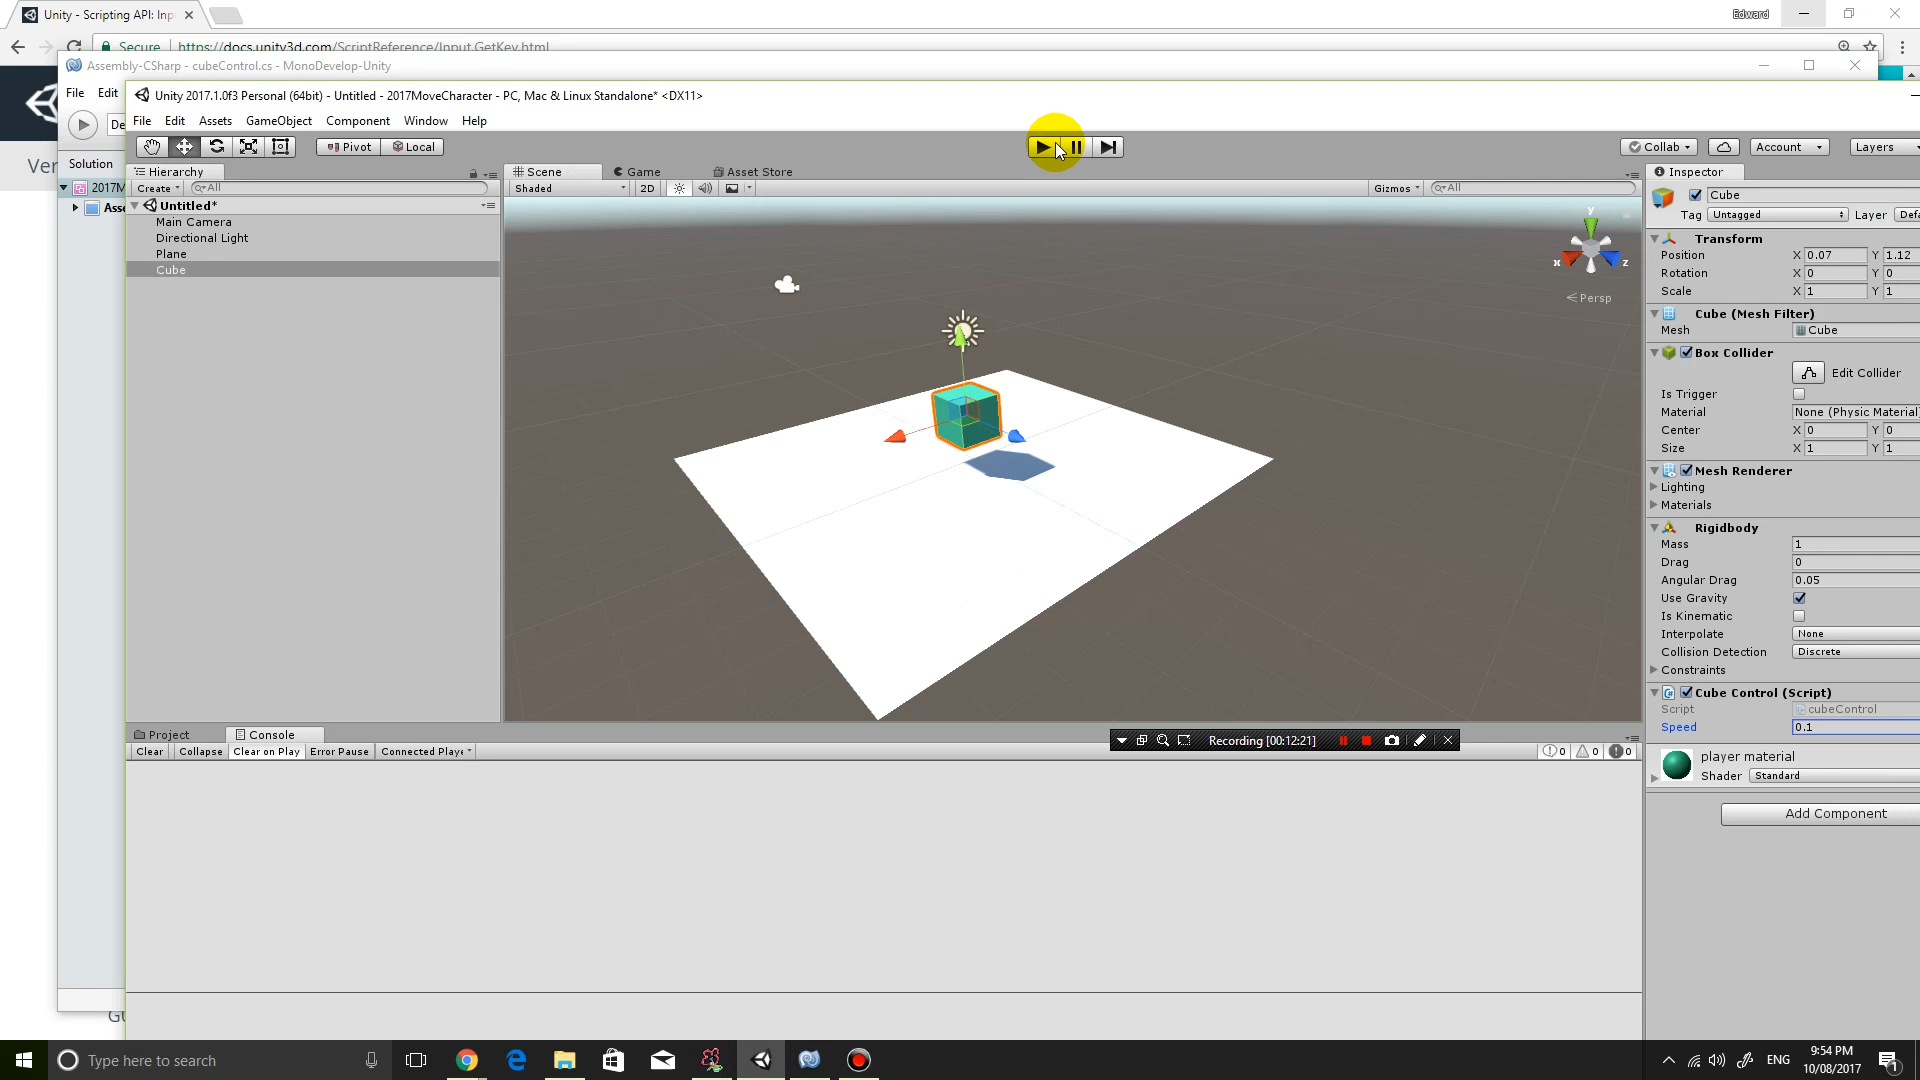 Unity - Scripting API: Inp
Edward
Secure
https://docs.unity3d.com/ScriptReference/Input.GetKey.html
Assembly-CSharp - cubeControl.cs - MonoDevelop-Unity
File Edit
Unity 2017.1.0f3 Personal (64bit) - Untitled - 2017MoveCharacter - PC, Mac & Linux Standalone* <DX11>
File Edit Assets GameObject Component Window Help
De
Pivot Local
Collab
Account
Layers
Ver
Solution
Hierarchy
Scene Game Asset Store
Inspector
2017M
Create All
Shaded 2D
Gizmos All
Cube
Asse
Untitled*
Tag Untagged Layer Defa
Main Camera
Directional Light
Plane
Cube
y
x z
Persp
Transform
Position X 0.07 Y 1.12
Rotation X 0 Y 0
Scale X 1 Y 1
Cube (Mesh Filter)
Mesh Cube
Box Collider
Edit Collider
Is Trigger
Material None (Physic Material)
Center X 0 Y 0
Size X 1 Y 1
Mesh Renderer
Lighting
Materials
Rigidbody
Mass 1
Drag 0
Angular Drag 0.05
Use Gravity
Is Kinematic
Interpolate None
Collision Detection Discrete
Constraints
Cube Control (Script)
Script cubeControl
Speed 0.1
player material
Shader Standard
Add Component
Project Console
Recording [00:12:21]
Clear Collapse Clear on Play Error Pause Connected Playe
0 0 0
GU
Type here to search
ENG
9:54 PM
10/08/2017
1